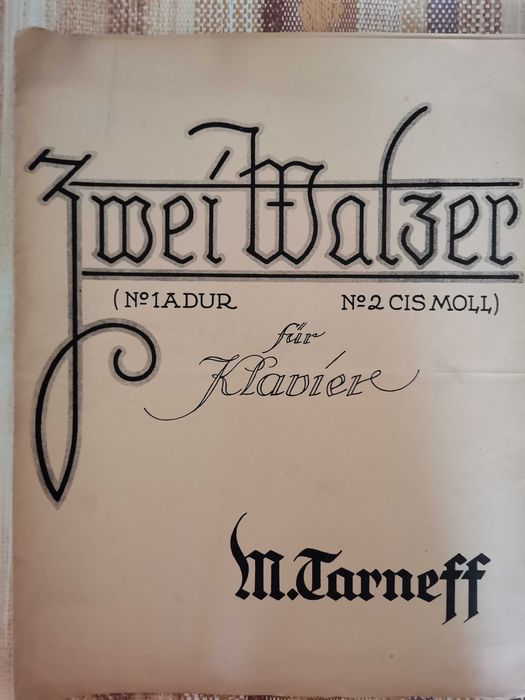 Zwei Walzer
(No 1 A DUR No 2 CIS MOLL)
für
Klavier
M. Tarneff